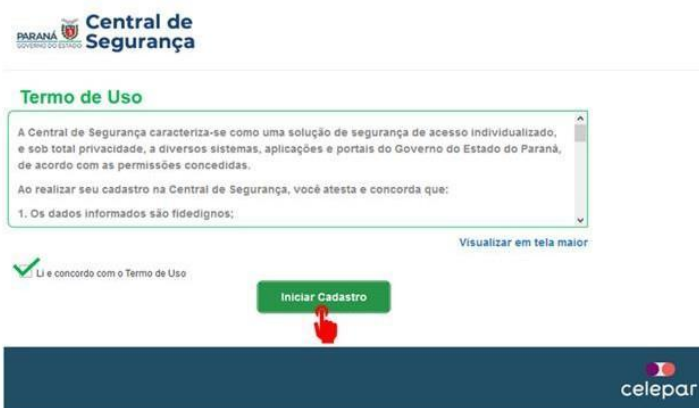 Central de
PARANÁ
GOVERNO DO ESTADO
Segurança
Termo de Uso
A Central de Segurança caracteriza-se como uma solução de segurança de acesso individualizado,
e sob total privacidade, a diversos sistemas, aplicações e portais do Governo do Estado do Paraná,
de acordo com as permissões concedidas.
Ao realizar seu cadastro na Central de Segurança, você atesta e concorda que:
1. Os dados informados são fidedignos;
Visualizar em tela maior
Li e concordo com o Termo de Uso
Iniciar Cadastro
celepar